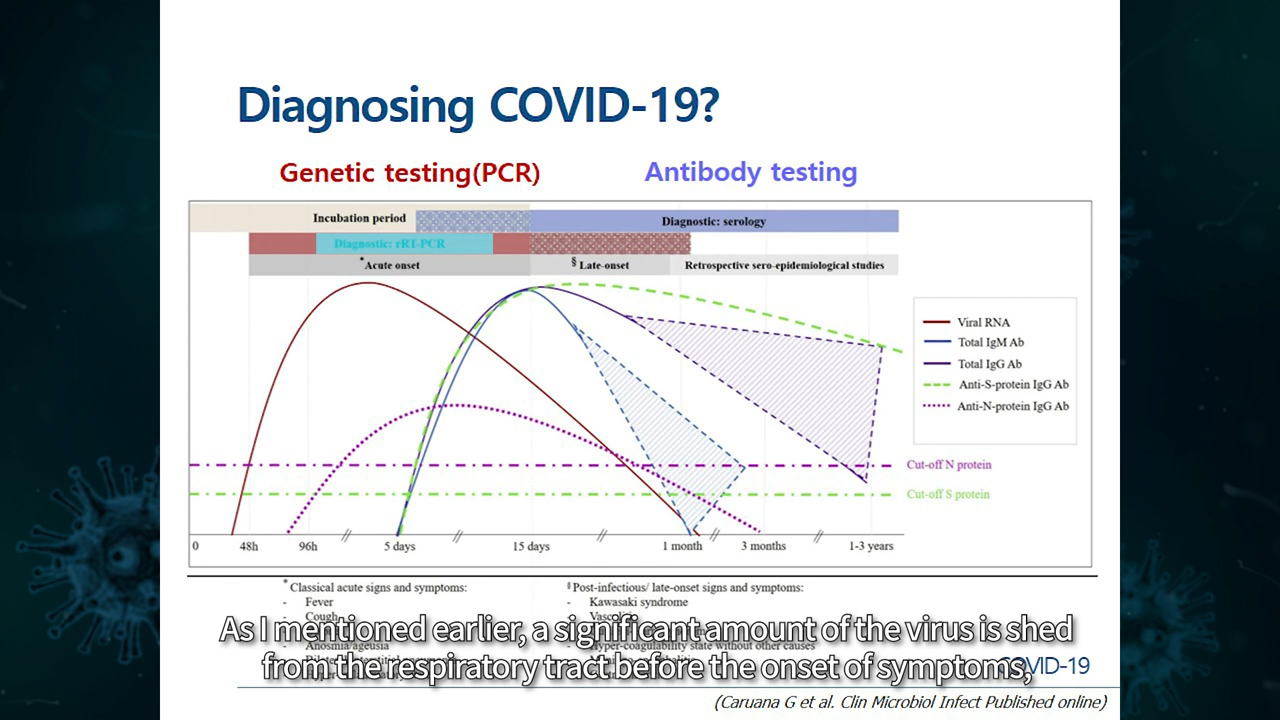 Diagnosing COVID-19?
Genetic testing(PCR)
Antibody testing
Incubation period
Diagnostic: serology
Diagnostic: rRT-PCR
*Acute onset
§ Late-onset
Retrospective sero-epidemiological studies
Viral RNA
Total IgM Ab
Total IgG Ab
Anti-S-protein IgG Ab
Anti-N-protein IgG Ab
Cut-off N protein
Cut-off S protein
0 48h 96h 5 days 15 days 1 month 3 months 1-3 years
*Classical acute signs and symptoms:
- Fever
- Cough
- Anosmia/ageusia
§Post-infectious/ late-onset signs and symptoms:
- Kawasaki syndrome
- Hyper-coagulability state without other causes
As I mentioned earlier, a significant amount of the virus is shed
from the respiratory tract before the onset of symptoms,
COVID-19
(Caruana G et al. Clin Microbiol Infect Published online)